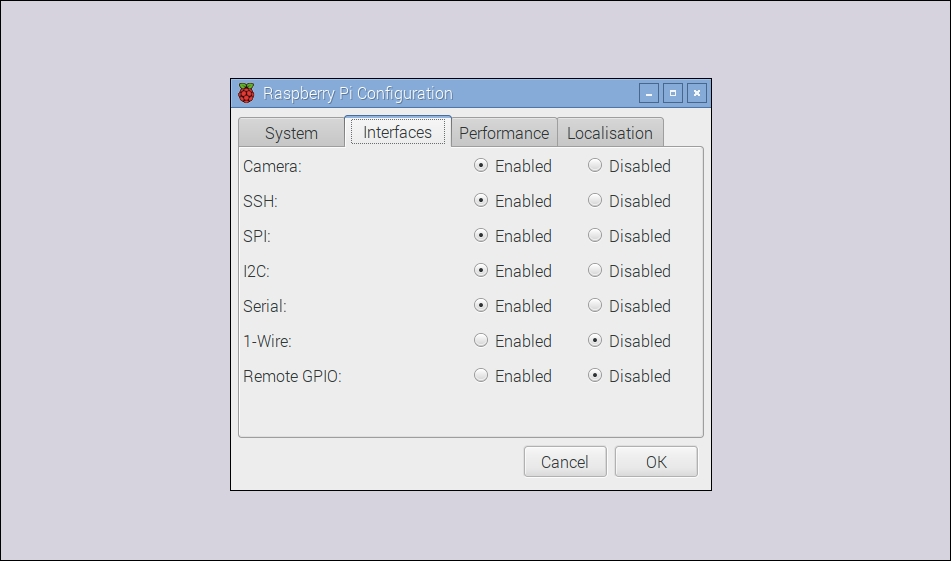 Raspberry Pi Configuration
System Interfaces Performance Localisation
Camera: Enabled Disabled
SSH: Enabled Disabled
SPI: Enabled Disabled
I2C: Enabled Disabled
Serial: Enabled Disabled
1-Wire: Enabled Disabled
Remote GPIO: Enabled Disabled
Cancel OK